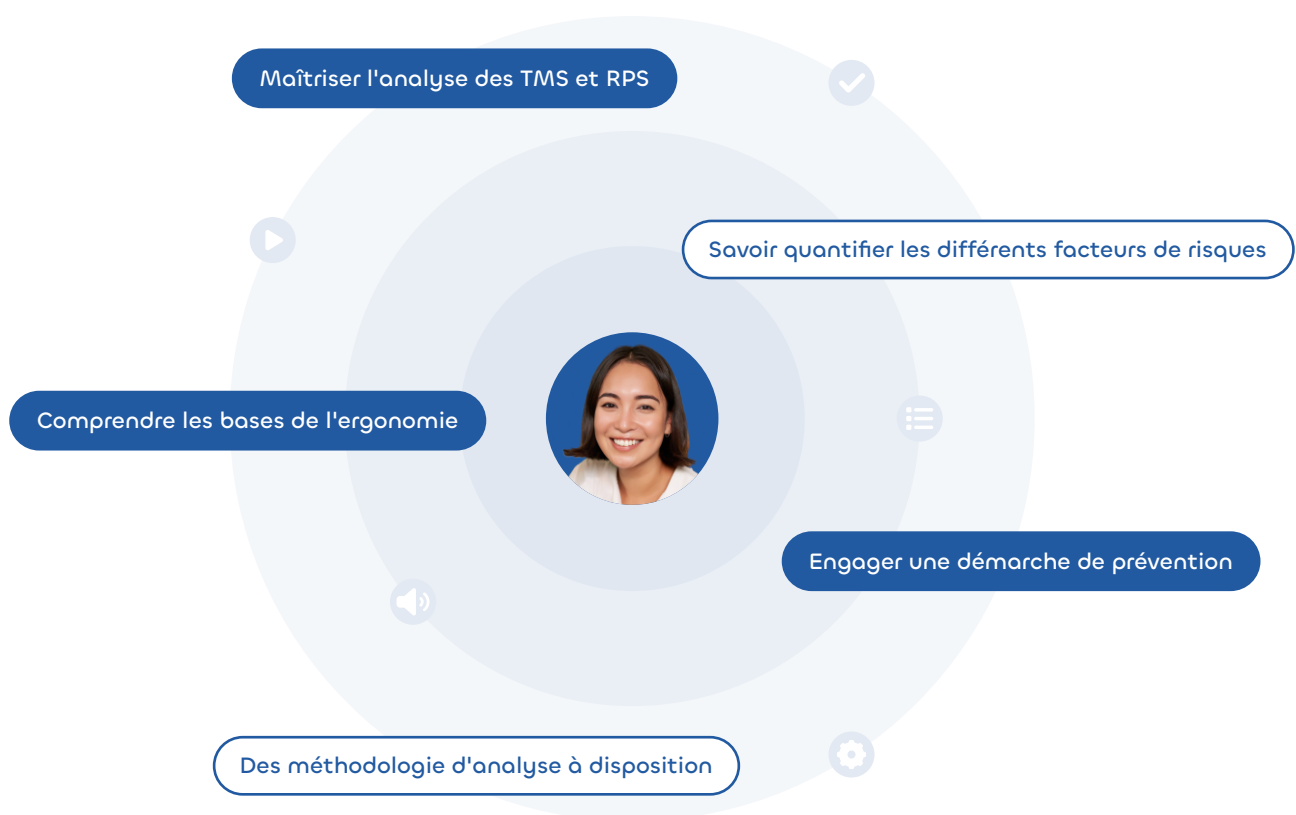 Maîtriser l'analyse des TMS et RPS
Savoir quantifier les différents facteurs de risques
Comprendre les bases de l'ergonomie
Engager une démarche de prévention
Des méthodologie d'analyse à disposition